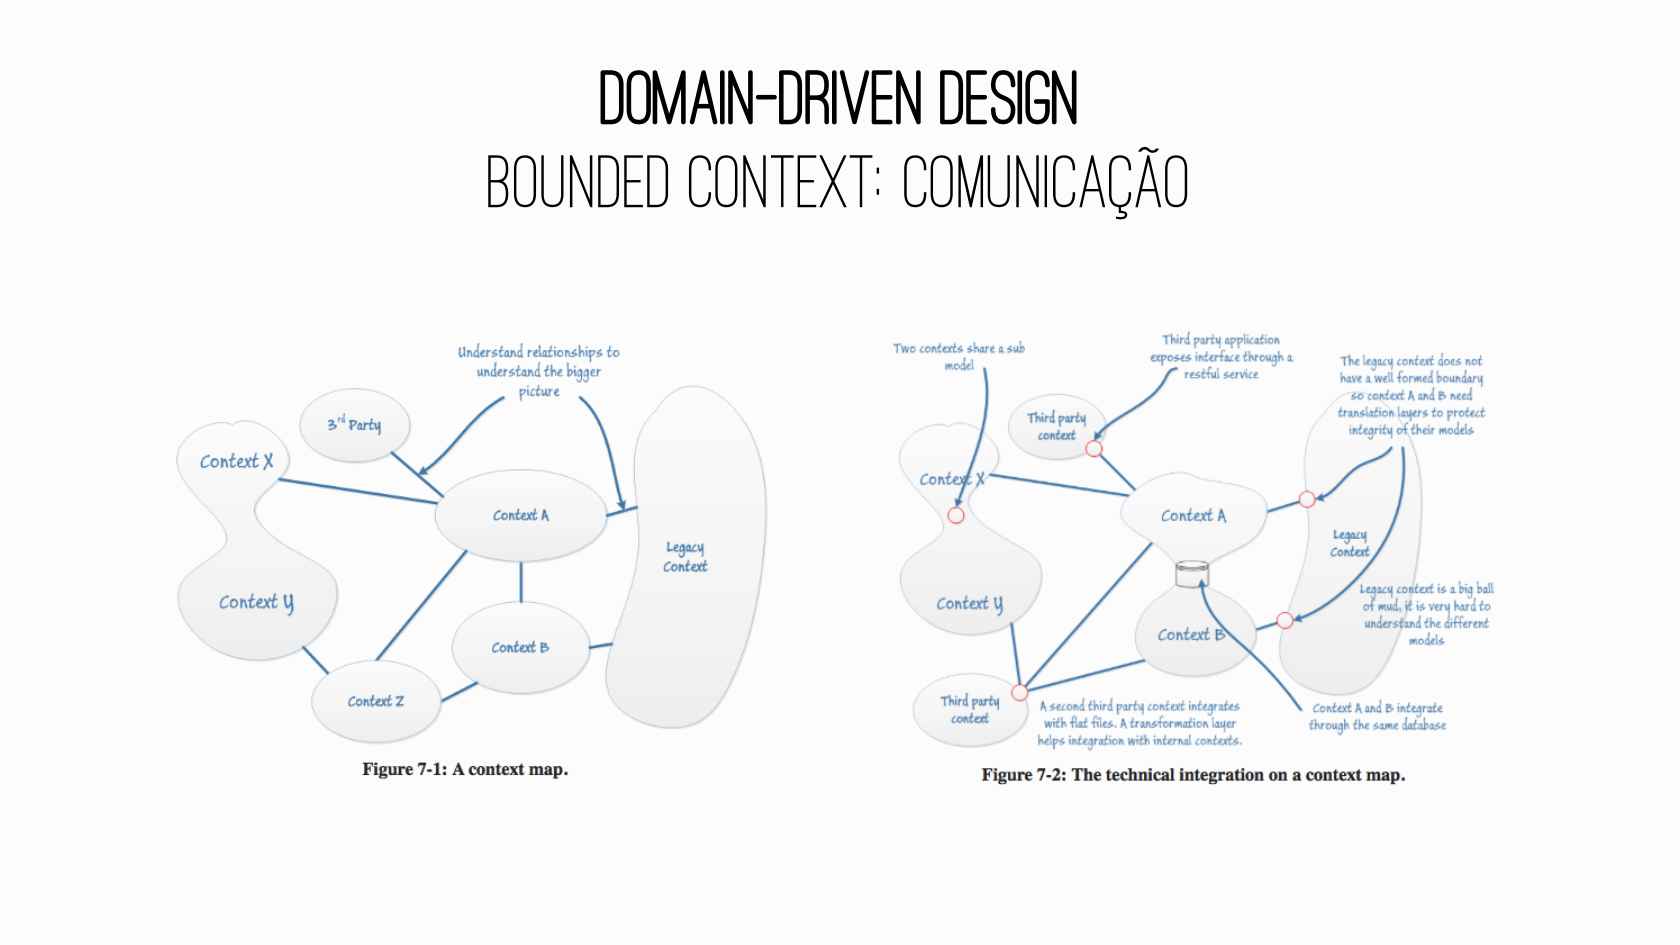 DOMAIN-DRIVEN DESIGN
BOUNDED CONTEXT: COMUNICAÇÃO
Understand relationships to
understand the bigger
picture
3rd Party
Context X
Context A
Legacy
Context
Context Y
Context B
Context Z
Figure 7-1: A context map.
Two contexts share a sub
model
Third party application
exposes interface through a
restful service
The legacy context does not
have a well formed boundary
so context A and B need
translation layers to protect
integrity of their models
Third party
context
Context X
Context A
Legacy
Context
Legacy context is a big ball
of mud, it is very hard to
understand the different
models
Context Y
Context B
Third party
context
A second third party context integrates
with flat files. A transformation layer
helps integration with internal contexts.
Context A and B integrate
through the same database
Figure 7-2: The technical integration on a context map.